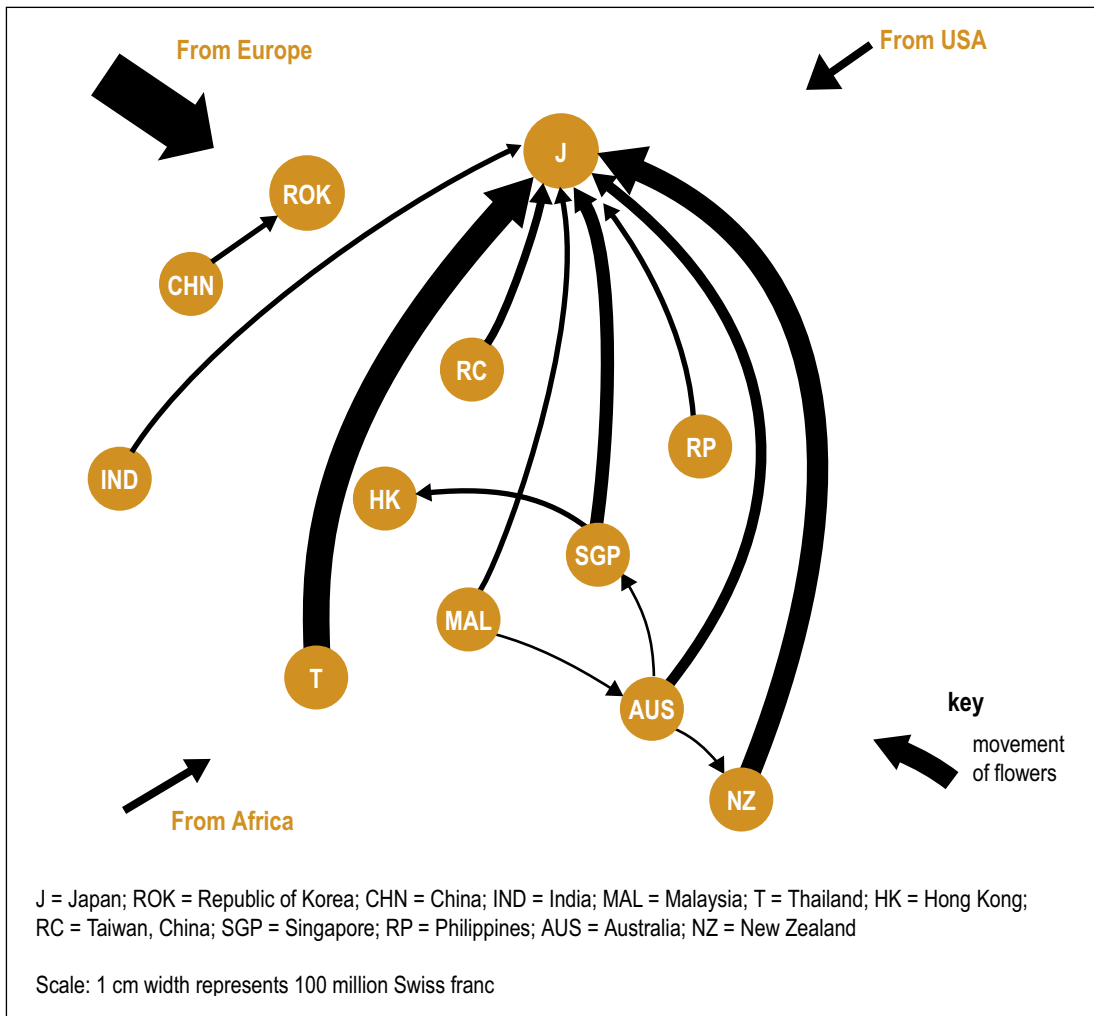 From Europe
From USA
J
ROK
CHN
RC
RP
IND
HK
SGP
MAL
T
AUS
key
movement
of flowers
NZ
From Africa
J = Japan; ROK = Republic of Korea; CHN = China; IND = India; MAL = Malaysia; T = Thailand; HK = Hong Kong;
RC = Taiwan, China; SGP = Singapore; RP = Philippines; AUS = Australia; NZ = New Zealand
Scale: 1 cm width represents 100 million Swiss franc